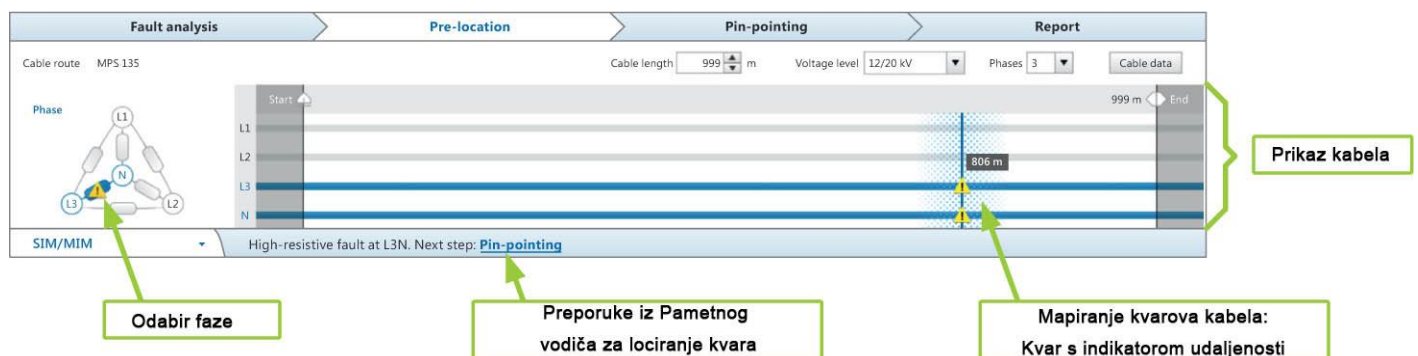 Fault analysis Pre-location Pin-pointing Report
Cable route MPS 135 Cable length 999 m Voltage level 12/20 kV Phases 3 Cable data
Phase
L1
N
L3
L2
Start
999 m
End
L1
L2
806 m
L3
N
SIM/MIM
High-resistive fault at L3N. Next step: Pin-pointing
Prikaz kabela
Odabir faze
Preporuke iz Pametnog
vodiča za lociranje kvara
Mapiranje kvarova kabela:
Kvar s indikatorom udaljenosti